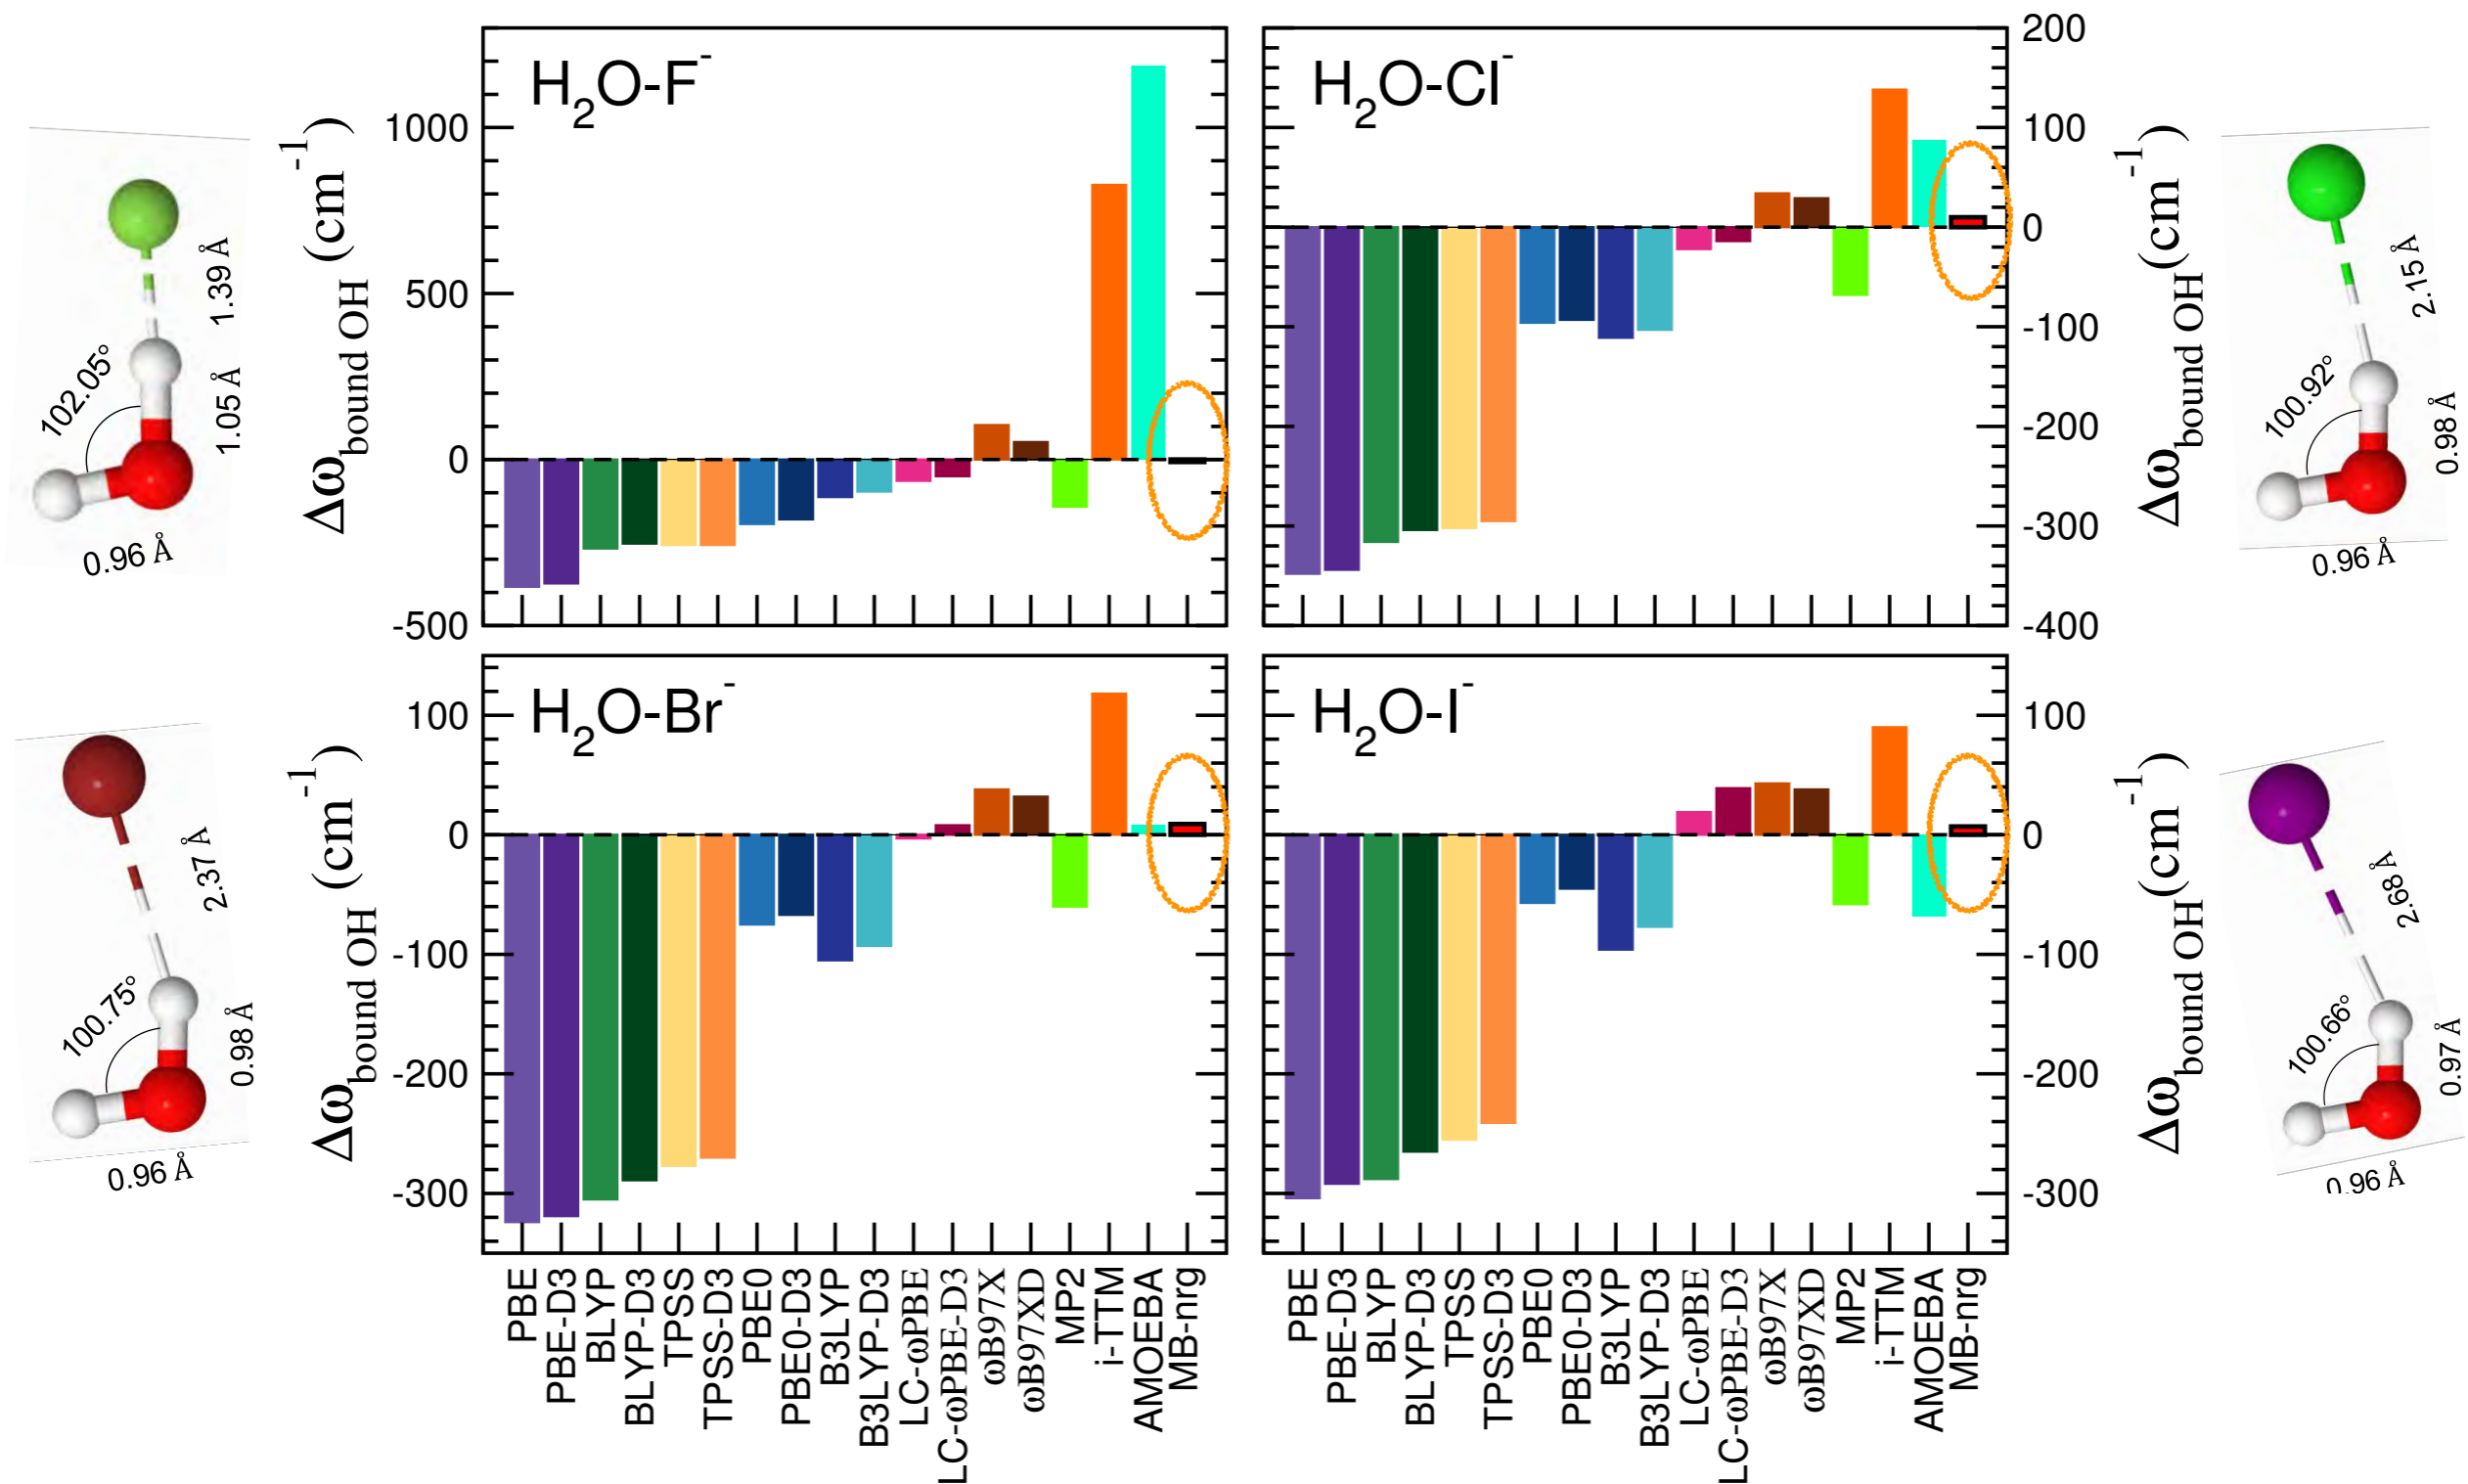 H2O-F-
Δωbound OH (cm-1)
1000
500
0
-500
1.39 Å
102.05°
1.05 Å
0.96 Å
H2O-Cl-
200
100
0
-100
-200
-300
-400
Δωbound OH (cm-1)
2.15 Å
100.92°
0.98 Å
0.96 Å
H2O-Br-
Δωbound OH (cm-1)
100
0
-100
-200
-300
2.37 Å
100.75°
0.98 Å
0.96 Å
H2O-I-
100
0
-100
-200
-300
Δωbound OH (cm-1)
2.68 Å
100.66°
0.97 Å
0.96 Å
PBE
PBE-D3
BLYP
BLYP-D3
TPSS
TPSS-D3
PBE0
PBE0-D3
B3LYP
B3LYP-D3
LC-ωPBE
LC-ωPBE-D3
ωB97X
ωB97XD
MP2
i-TTM
AMOEBA
MB-nrg
PBE
PBE-D3
BLYP
BLYP-D3
TPSS
TPSS-D3
PBE0
PBE0-D3
B3LYP
B3LYP-D3
LC-ωPBE
LC-ωPBE-D3
ωB97X
ωB97XD
MP2
i-TTM
AMOEBA
MB-nrg